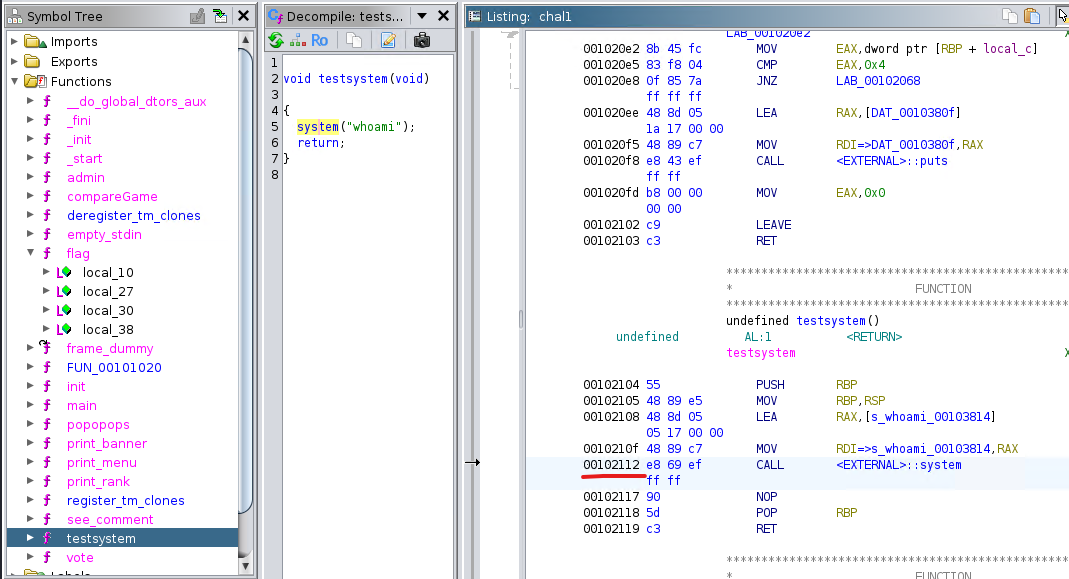 Symbol Tree
Imports
Exports
Functions
__do_global_dtors_aux
_fini
_init
_start
admin
compareGame
deregister_tm_clones
empty_stdin
flag
local_10
local_27
local_30
local_38
frame_dummy
FUN_00101020
init
main
popopops
print_banner
print_menu
print_rank
register_tm_clones
see_comment
testsystem
vote
Labels
Decompile: tests...
Ro
1
2 void testsystem(void)
3
4 {
5 system("whoami");
6 return;
7 }
8
Listing: chal1
LAB_001020e2
001020e2 8b 45 fc MOV EAX,dword ptr [RBP + local_c]
001020e5 83 f8 04 CMP EAX,0x4
001020e8 0f 85 7a JNZ LAB_00102068
ff ff ff
001020ee 48 8d 05 LEA RAX,[DAT_0010380f]
1a 17 00 00
001020f5 48 89 c7 MOV RDI=>DAT_0010380f,RAX
001020f8 e8 43 ef CALL <EXTERNAL>::puts
ff ff
001020fd b8 00 00 MOV EAX,0x0
00 00
00102102 c9 LEAVE
00102103 c3 RET
*************************************************
* FUNCTION
*************************************************
undefined testsystem()
undefined AL:1 <RETURN>
testsystem X
00102104 55 PUSH RBP
00102105 48 89 e5 MOV RBP,RSP
00102108 48 8d 05 LEA RAX,[s_whoami_00103814]
05 17 00 00
0010210f 48 89 c7 MOV RDI=>s_whoami_00103814,RAX
00102112 e8 69 ef CALL <EXTERNAL>::system
ff ff
00102117 90 NOP
00102118 5d POP RBP
00102119 c3 RET
*************************************************
* FUNCTION